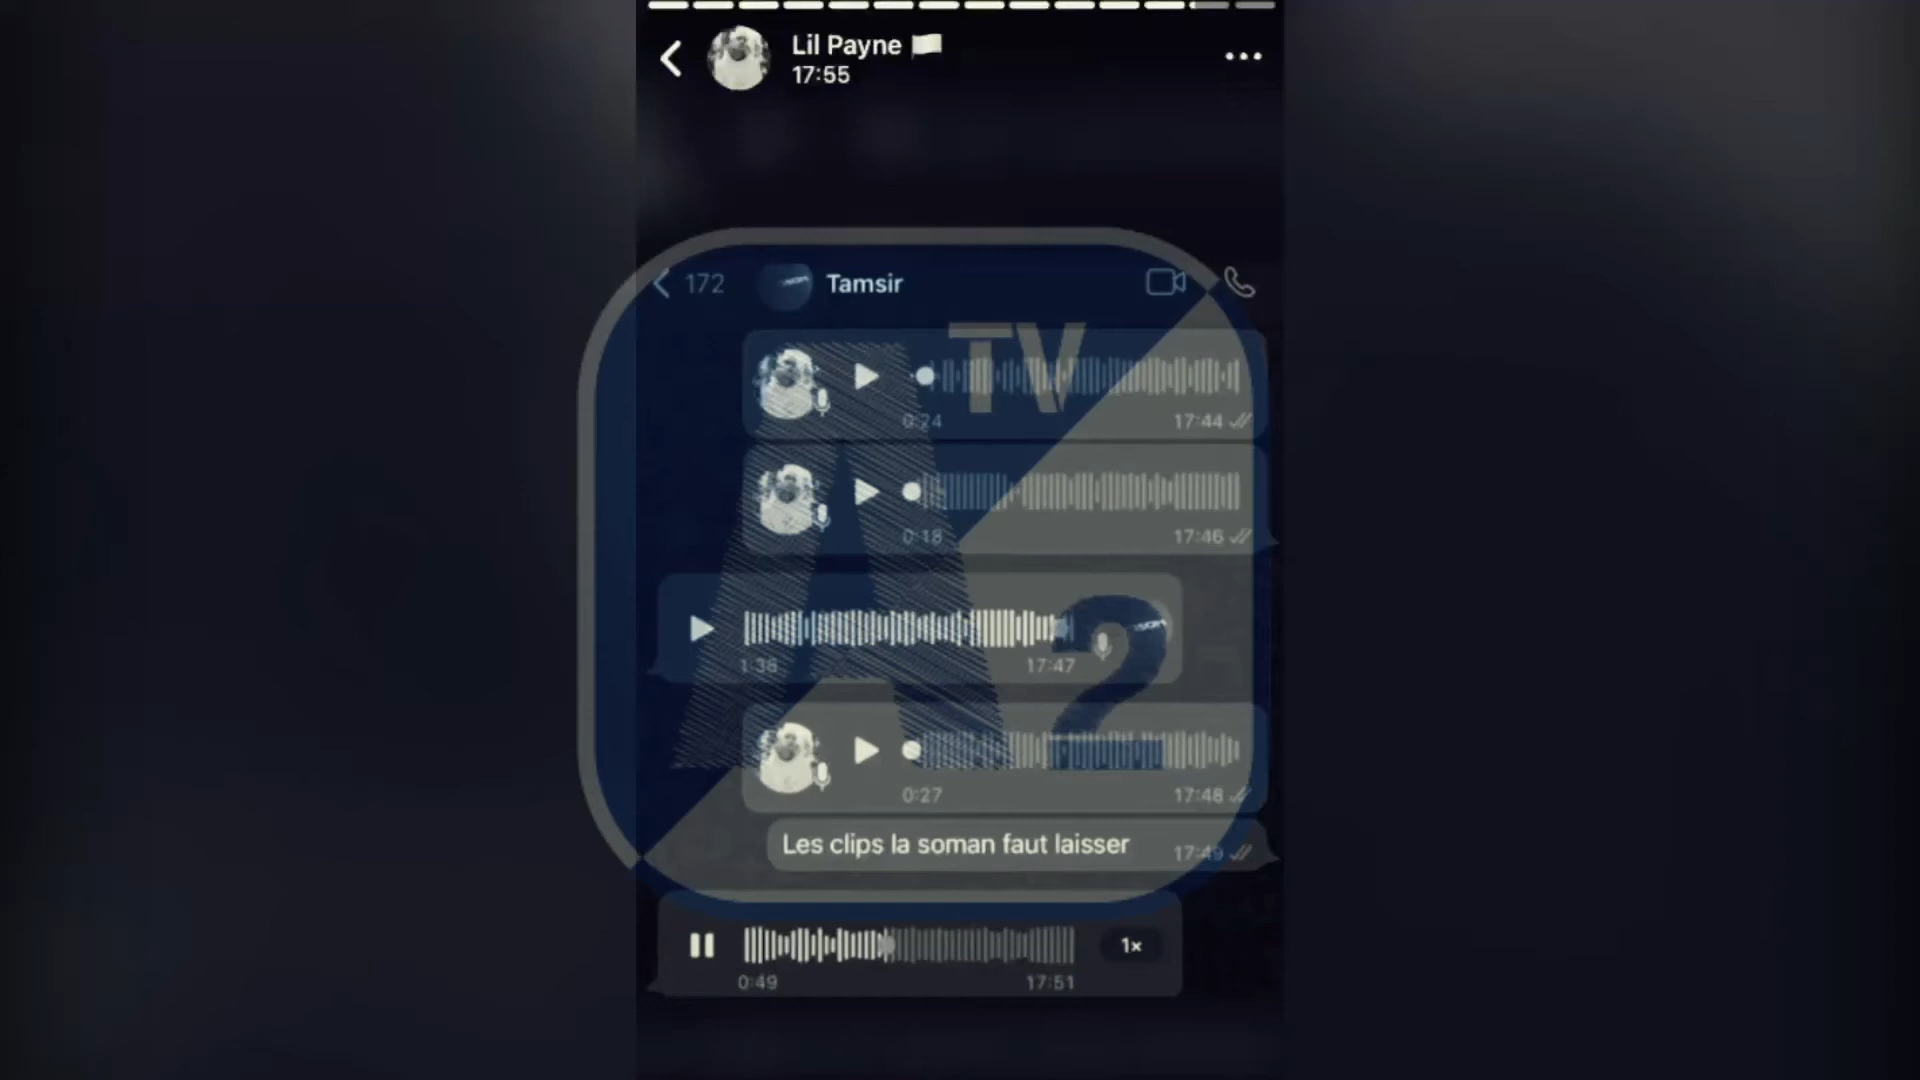 Lil Payne
17:55
172
Tamsir
TV
0:24
17:44
0:18
17:46
A2
1:36
17:47
0:27
17:48
Les clips la soman faut laisser
17:49
1×
0:49
17:51